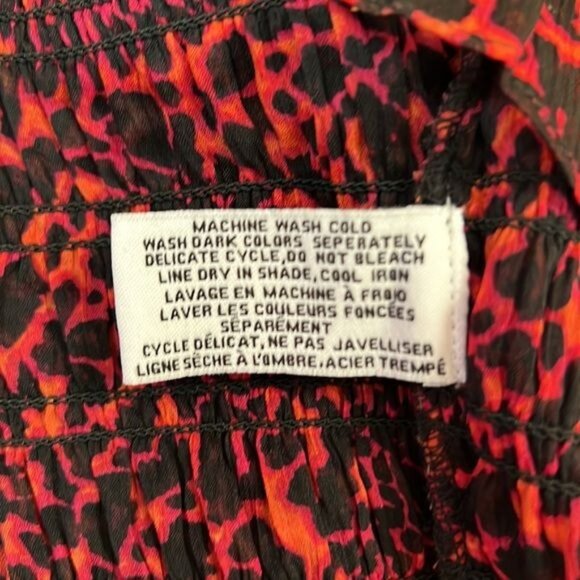 MACHINE WASH COLD
WASH DARK COLORS SEPERATELY
DELICATE CYCLE, DO NOT BLEACH
LINE DRY IN SHADE, COOL IRON
LAVAGE EN MACHINE À FROJO
LAVER LES COULEURS FONCÉES
SÉPARÉMENT
CYCLE DÉLICAT, NE PAS JAVELLISER
LIGNE SÈCHE À L'OMBRE, ACIER TREMPÉ